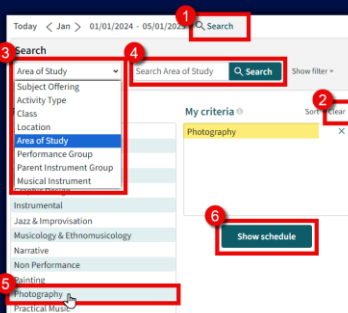 1
Today < Jan > 01/01/2024 - 05/01/2025 Search
Search
3
4
Area of Study
Search Area of Study Search Show filter
2
Subject Offering
Activity Type
Class
Location
Area of Study
Performance Group
Parent Instrument Group
Musical Instrument
My criteria Sort Clear
Photography ×
Instrumental
Jazz & Improvisation
Musicology & Ethnomusicology
Narrative
Non Performance
Painting
5
Photography
Practical Music
6
Show schedule